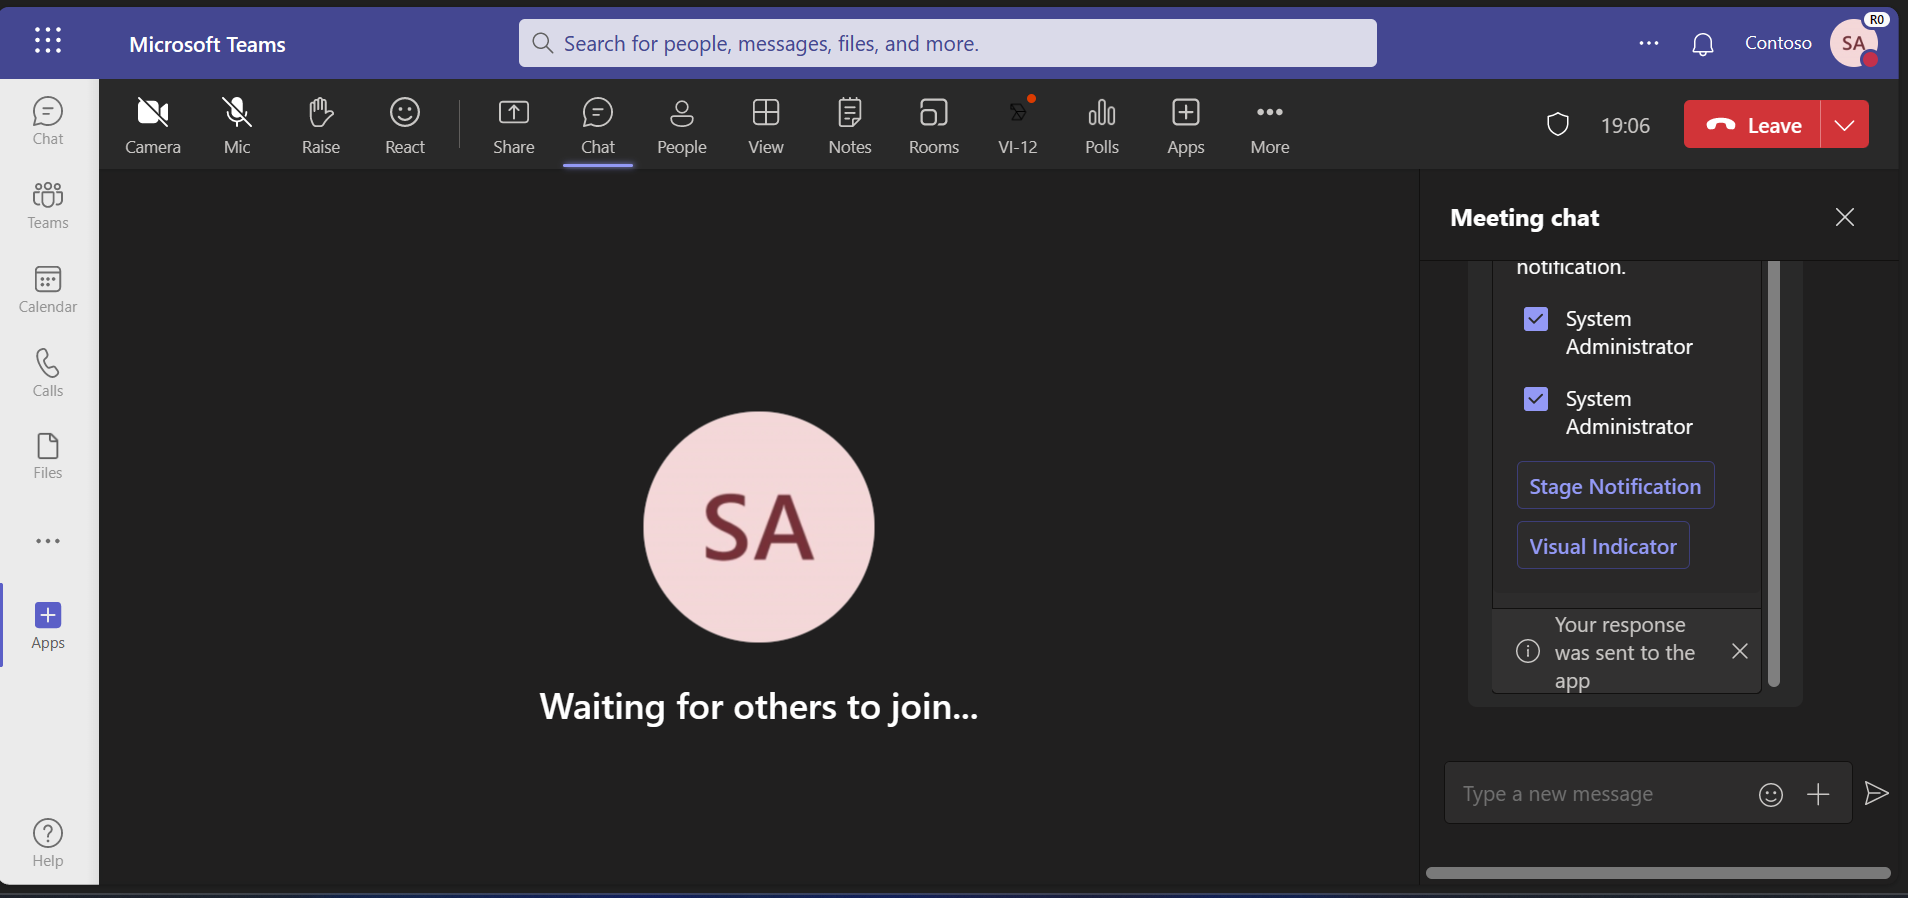 R0
Microsoft Teams
Search for people, messages, files, and more.
Contoso
SA
Chat
Teams
Calendar
Calls
Files
Apps
Help
Camera
Mic
Raise
React
Share
Chat
People
View
Notes
Rooms
VI-12
Polls
Apps
More
19:06
Leave
SA
Waiting for others to join...
Meeting chat
notification.
System
Administrator
System
Administrator
Stage Notification
Visual Indicator
Your response
was sent to the
app
Type a new message